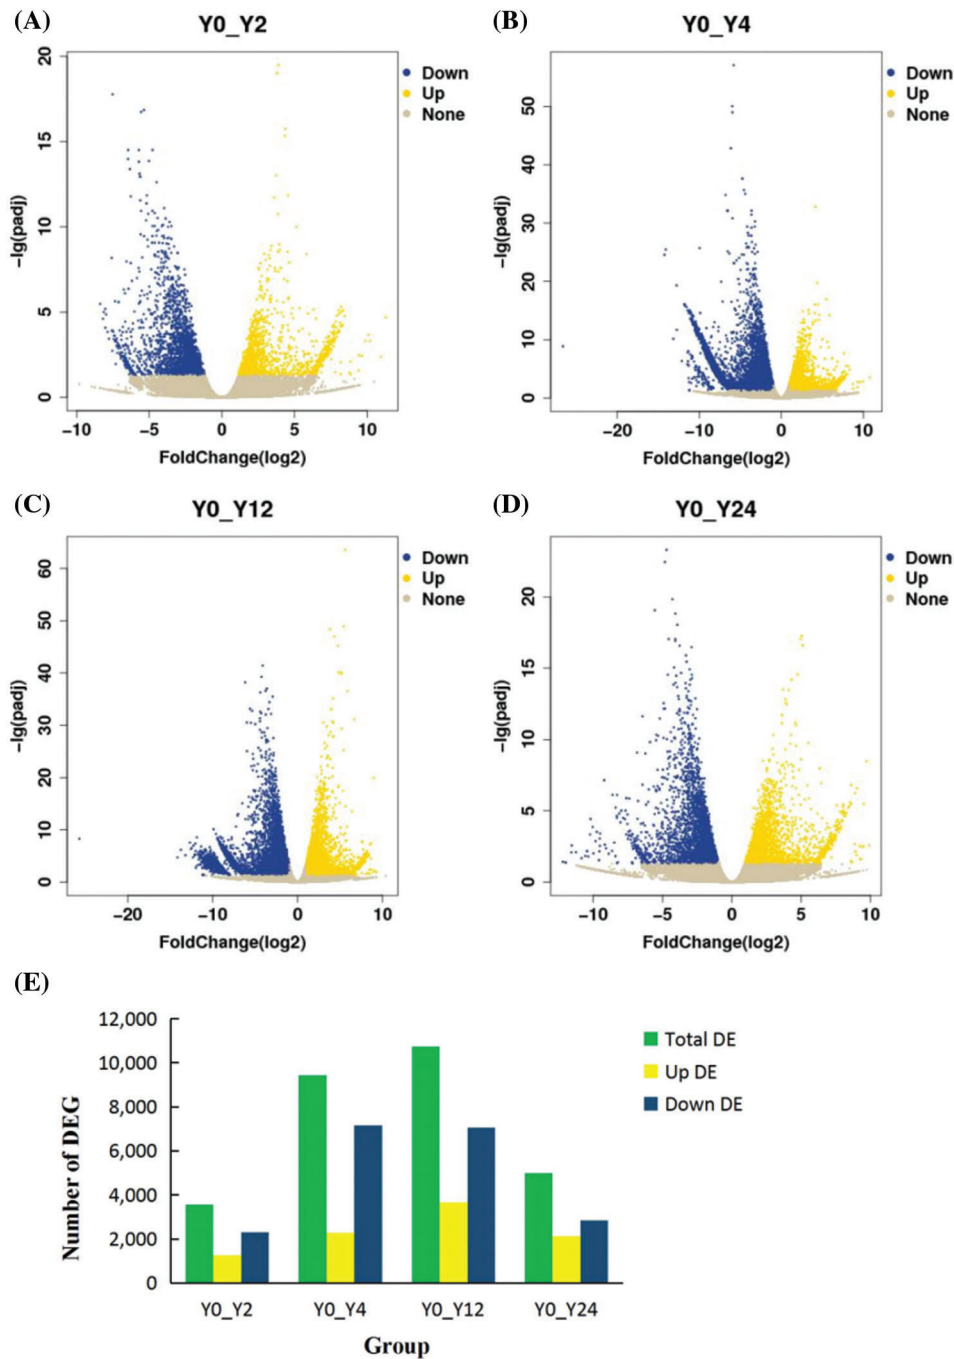 (A)
Y0_Y2
20
15
10
5
0
-10
-5
0
5
10
-lg(padj)
FoldChange(log2)
Down
Up
None
(B)
Y0_Y4
50
40
30
20
10
0
-20
-10
0
10
-lg(padj)
FoldChange(log2)
Down
Up
None
(C)
Y0_Y12
60
50
40
30
20
10
0
-20
-10
0
10
-lg(padj)
FoldChange(log2)
Down
Up
None
(D)
Y0_Y24
20
15
10
5
0
-10
-5
0
5
10
-lg(padj)
FoldChange(log2)
Down
Up
None
(E)
12,000
10,000
8,000
6,000
4,000
2,000
0
Number of DEG
Y0_Y2
Y0_Y4
Y0_Y12
Y0_Y24
Group
Total DE
Up DE
Down DE